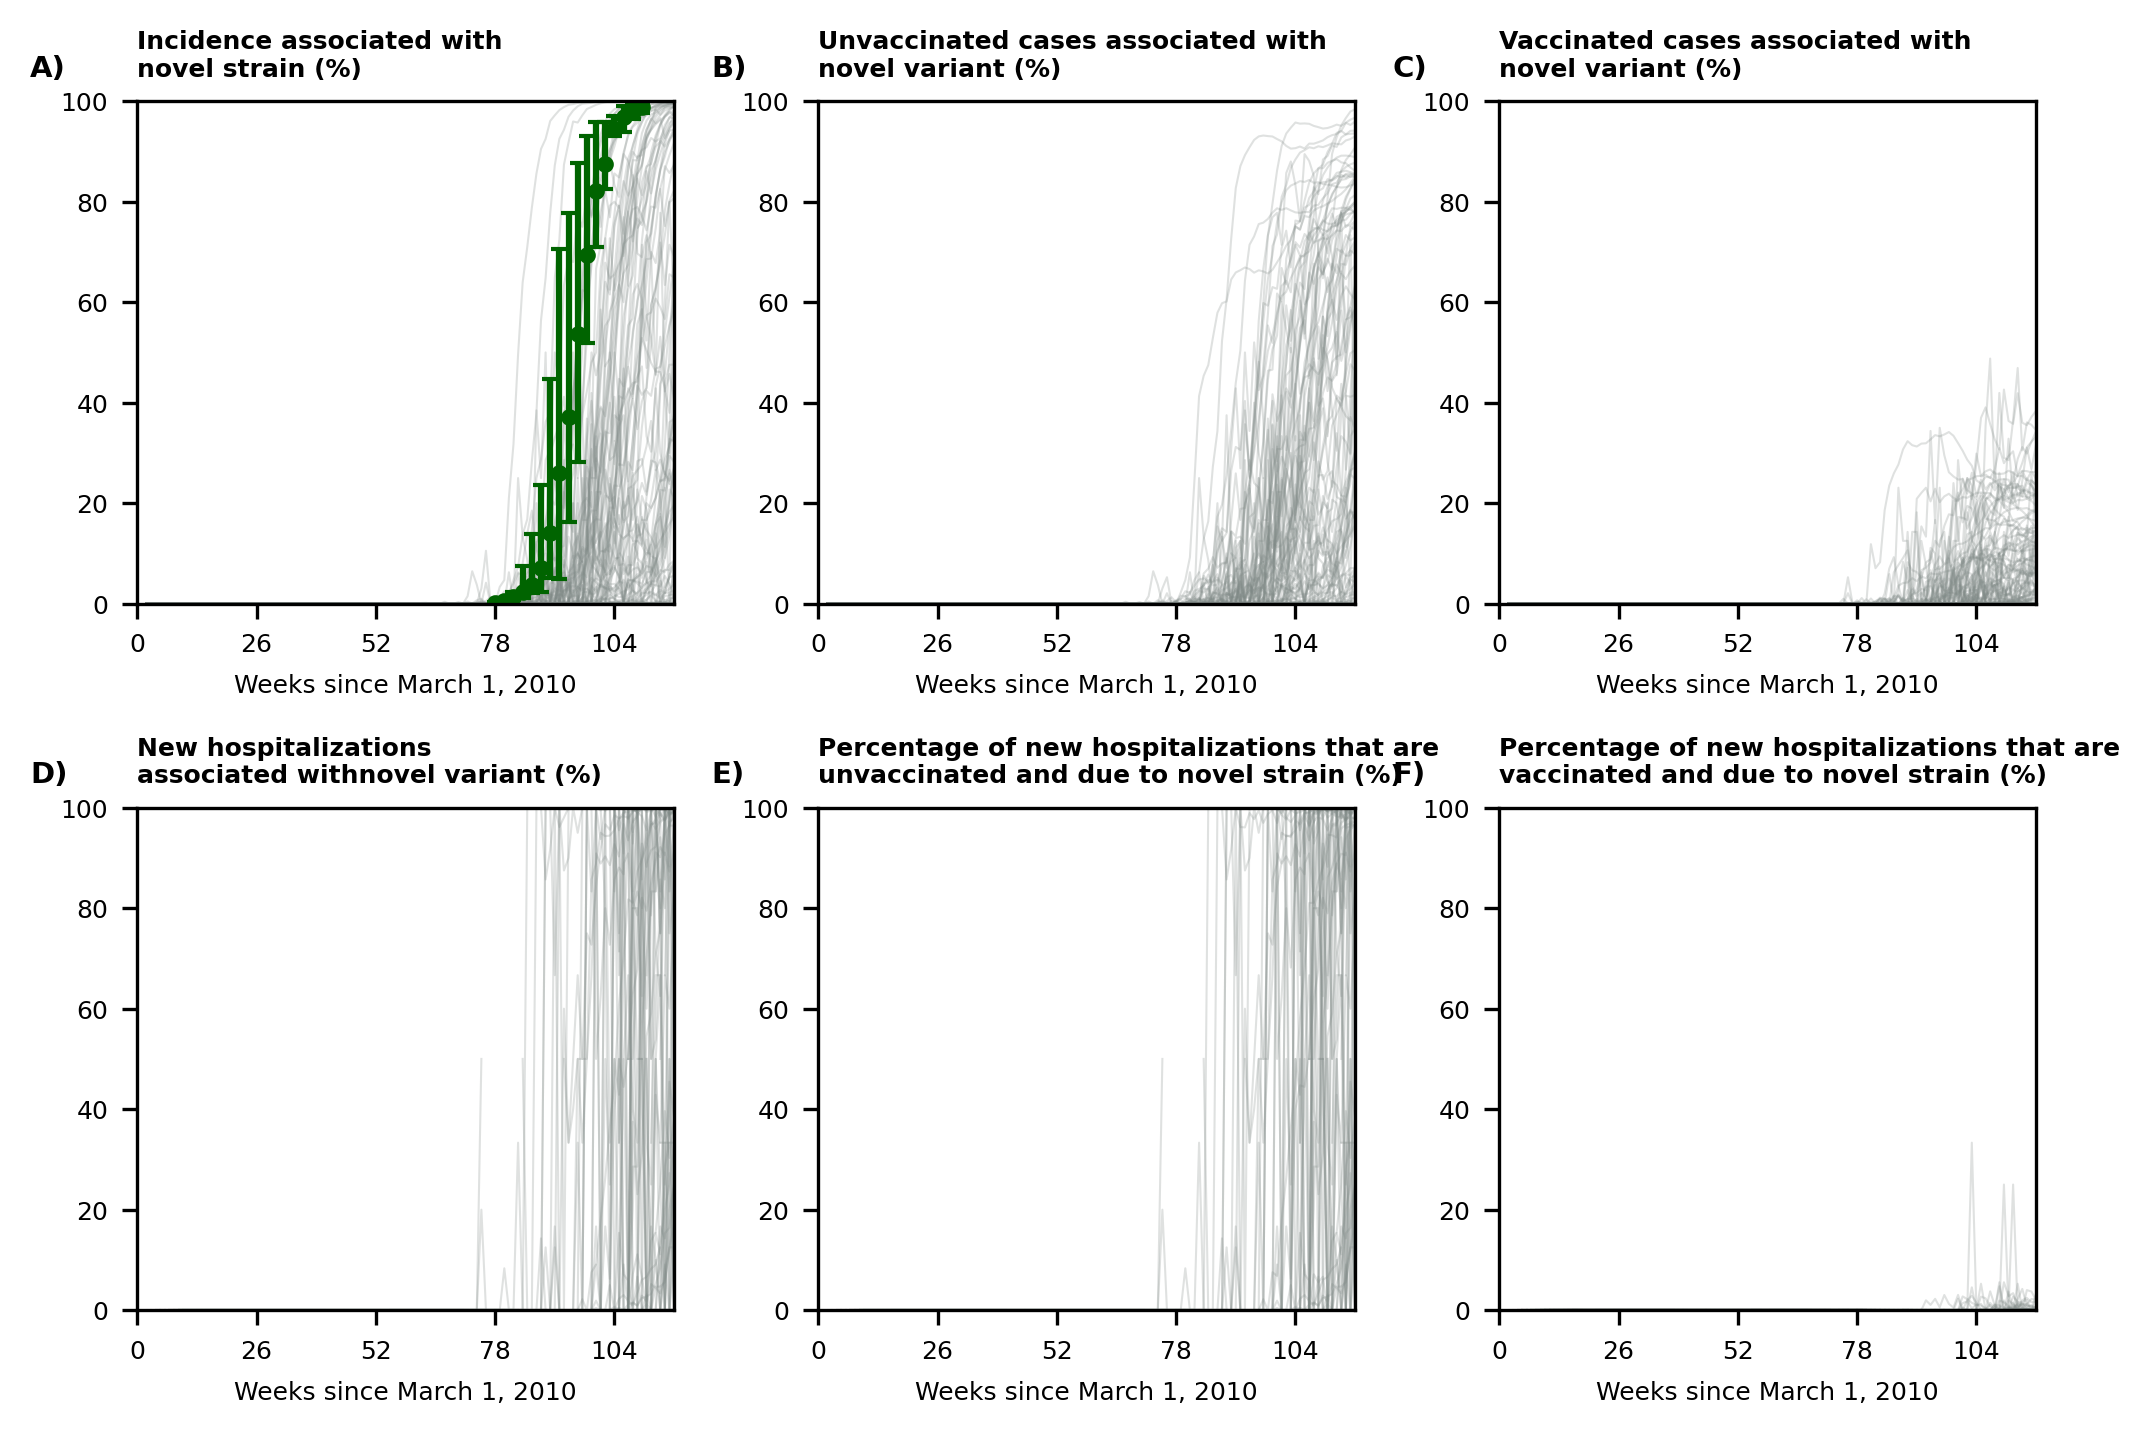 A)
Incidence associated with
novel strain (%)
100
80
60
40
20
0
0 26 52 78 104
Weeks since March 1, 2010
B)
Unvaccinated cases associated with
novel variant (%)
100
80
60
40
20
0
0 26 52 78 104
Weeks since March 1, 2010
C)
Vaccinated cases associated with
novel variant (%)
100
80
60
40
20
0
0 26 52 78 104
Weeks since March 1, 2010
D)
New hospitalizations
associated withnovel variant (%)
100
80
60
40
20
0
0 26 52 78 104
Weeks since March 1, 2010
E)
Percentage of new hospitalizations that are
unvaccinated and due to novel strain (%)
100
80
60
40
20
0
0 26 52 78 104
Weeks since March 1, 2010
F)
Percentage of new hospitalizations that are
vaccinated and due to novel strain (%)
100
80
60
40
20
0
0 26 52 78 104
Weeks since March 1, 2010